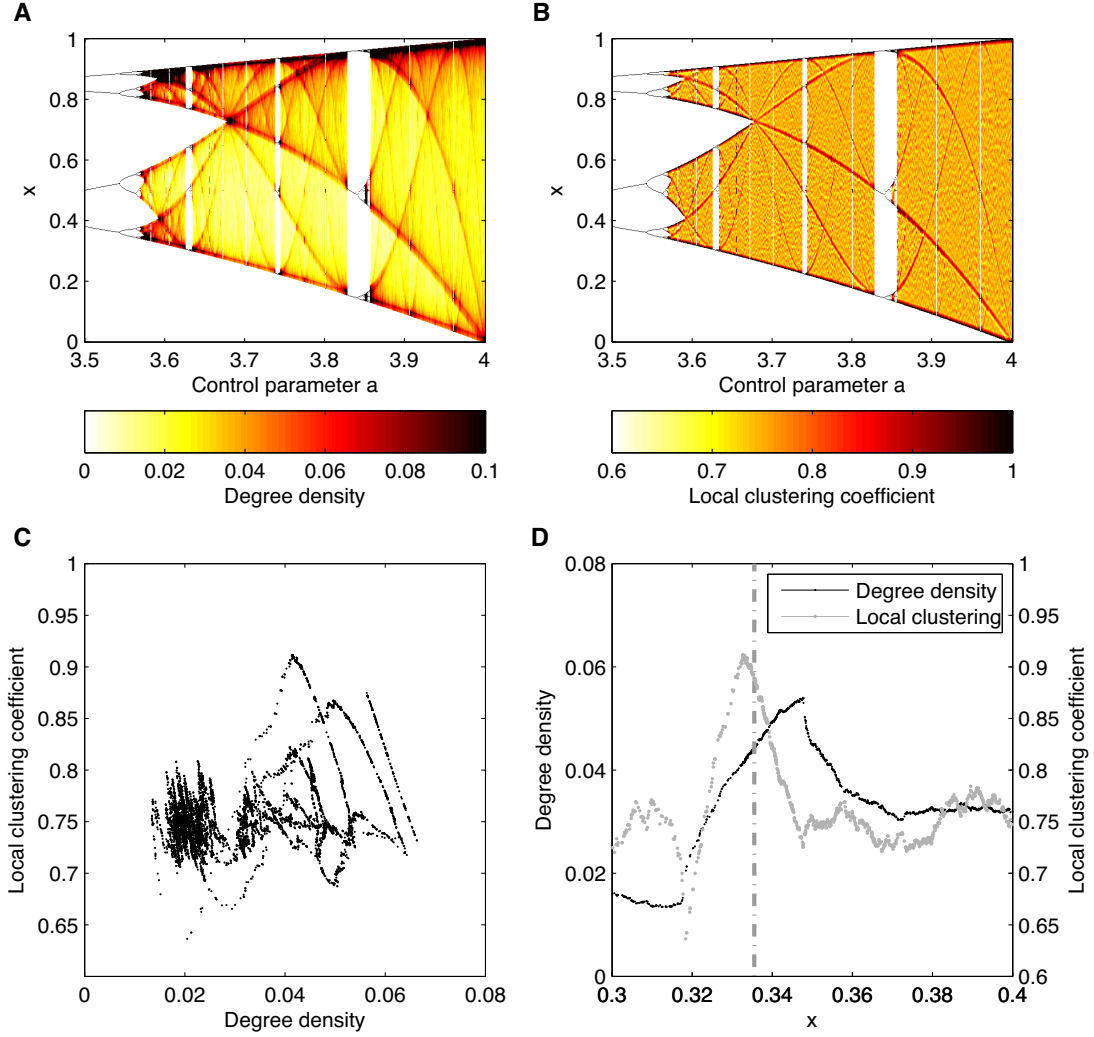 A
B
1
0.8
0.6
0.4
0.2
0
x
3.5 3.6 3.7 3.8 3.9 4
Control parameter a
1
0.8
0.6
0.4
0.2
0
x
3.5 3.6 3.7 3.8 3.9 4
Control parameter a
0 0.02 0.04 0.06 0.08 0.1
Degree density
0.6 0.7 0.8 0.9 1
Local clustering coefficient
C
D
1
0.95
0.9
0.85
0.8
0.75
0.7
0.65
Local clustering coefficient
0 0.02 0.04 0.06 0.08
Degree density
0.08
0.06
0.04
0.02
0
Degree density
Degree density
Local clustering
1
0.95
0.9
0.85
0.8
0.75
0.7
0.65
0.6
Local clustering coefficient
0.3 0.32 0.34 0.36 0.38 0.4
x